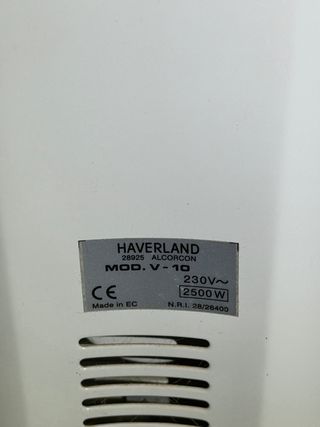 HAVERLAND
28925 ALCORCON
MOD. V-10
230V~
CE 2500W
Made in EC N.R.I. 28/26400